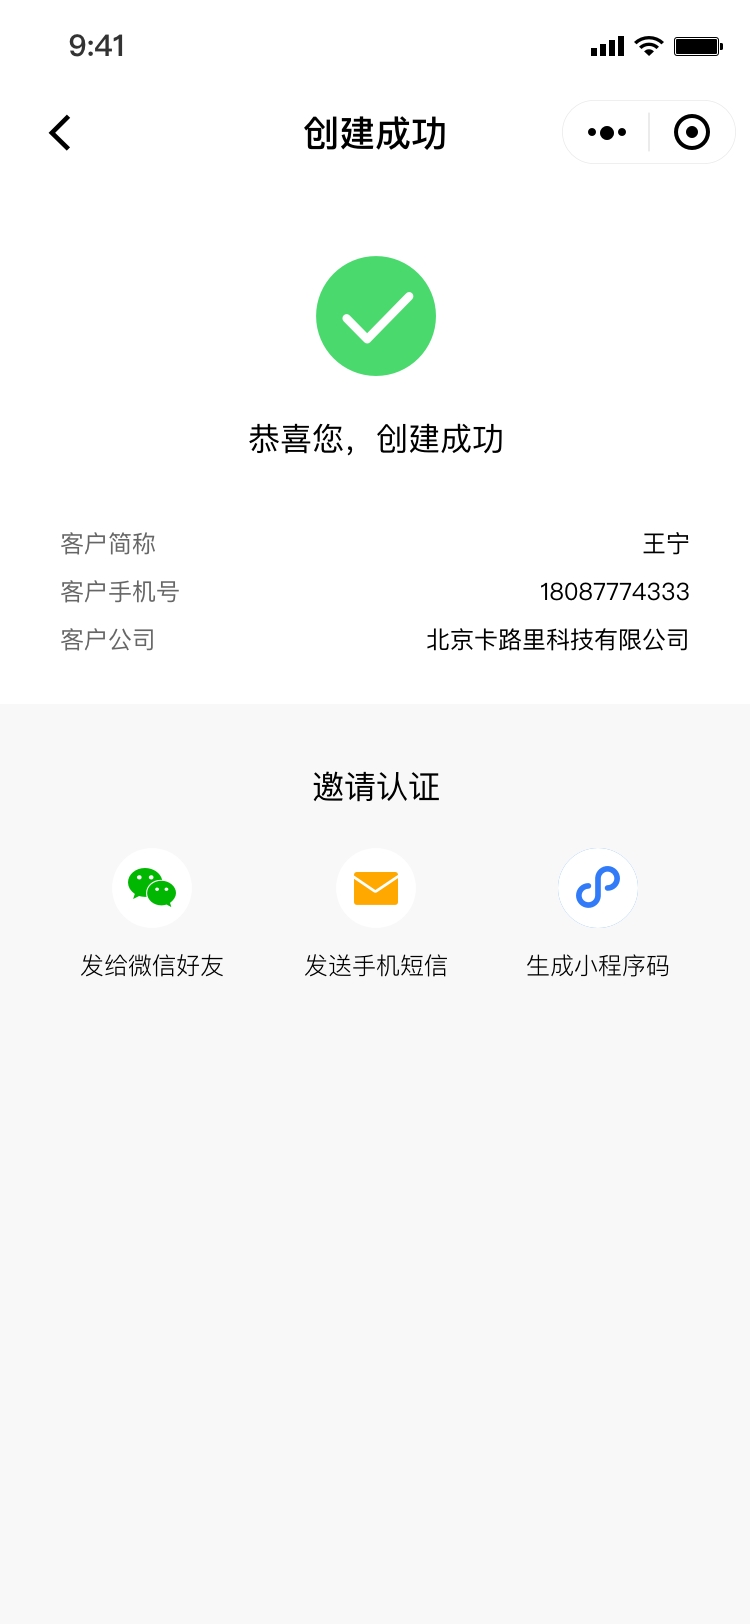 9:41
创建成功
恭喜您，创建成功
客户简称 王宁
客户手机号 18087774333
客户公司 北京卡路里科技有限公司
邀请认证
发给微信好友 发送手机短信 生成小程序码